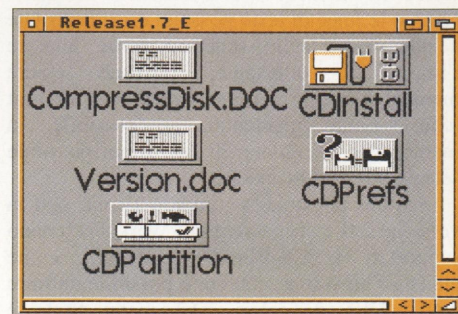 Release1.7_E
CompressDisk.DOC
CDInstall
Version.doc
CDPrefs
CDPartition